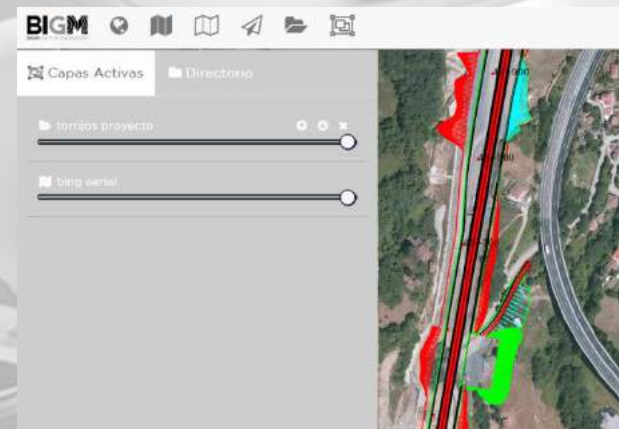 BIGM
Capas Activas
Directorio
torrijos proyecto
bing aerial